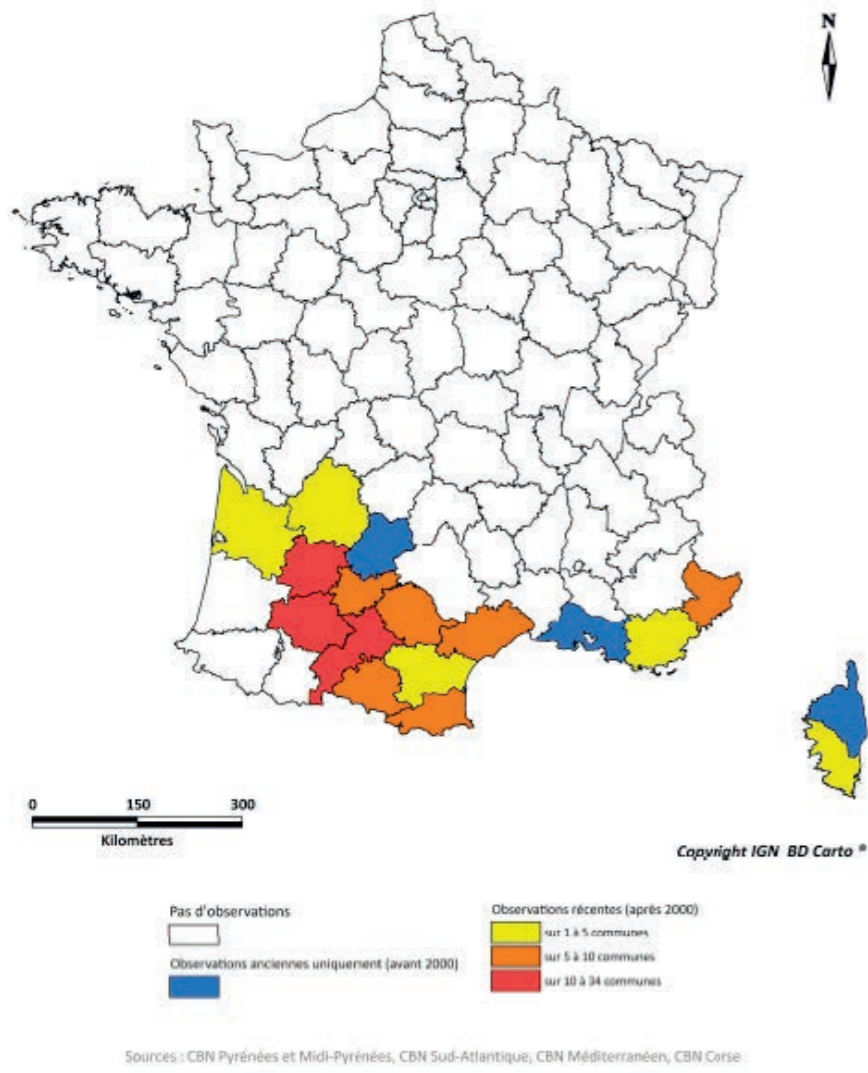 N
0 150 300
Kilomètres
Copyright IGN BD Carto ®
Pas d'observations
Observations anciennes uniquement (avant 2000)
Observations récentes (après 2000)
sur 1 à 5 communes
sur 5 à 10 communes
sur 10 à 34 communes
Sources : CBN Pyrénées et Midi-Pyrénées, CBN Sud-Atlantique, CBN Méditerranéen, CBN Corse